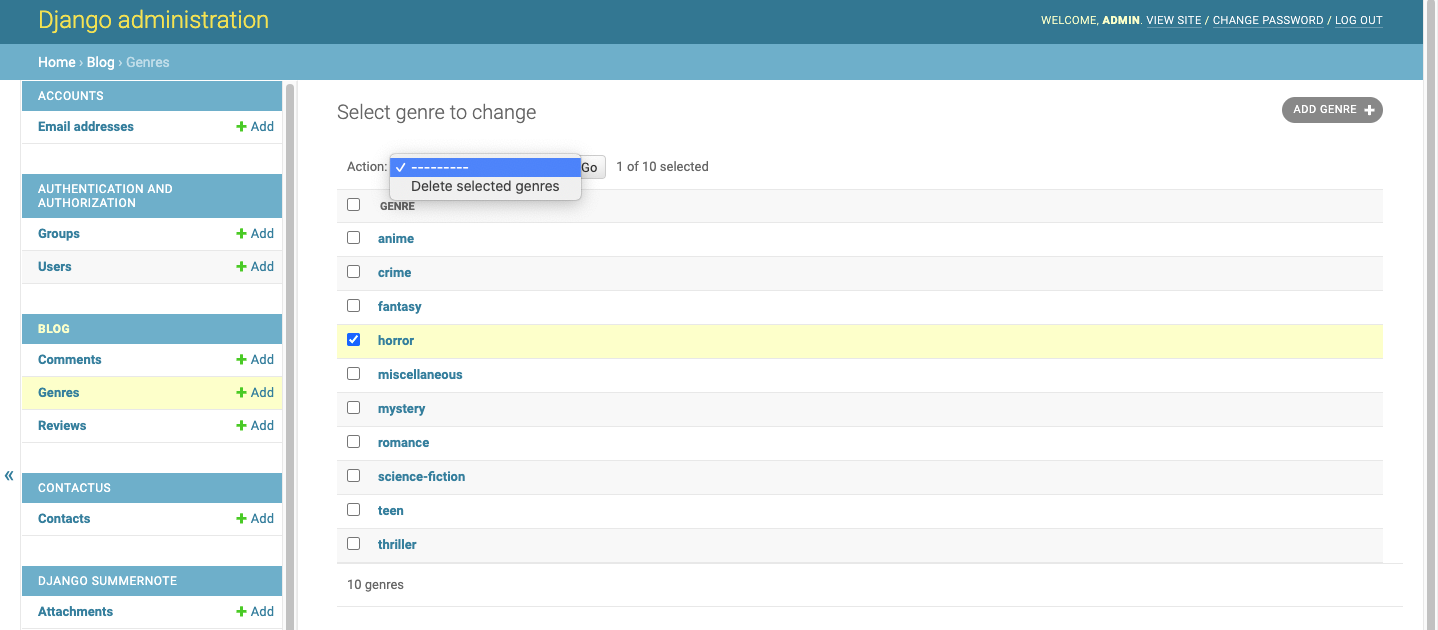 Django administration
WELCOME, ADMIN. VIEW SITE / CHANGE PASSWORD / LOG OUT
Home › Blog › Genres
ACCOUNTS
Email addresses + Add
AUTHENTICATION AND
AUTHORIZATION
Groups + Add
Users + Add
BLOG
Comments + Add
Genres + Add
Reviews + Add
«
CONTACTUS
Contacts + Add
DJANGO SUMMERNOTE
Attachments + Add
Select genre to change
ADD GENRE +
Action: ✓ --------- Go 1 of 10 selected
Delete selected genres
GENRE
anime
crime
fantasy
horror
miscellaneous
mystery
romance
science-fiction
teen
thriller
10 genres